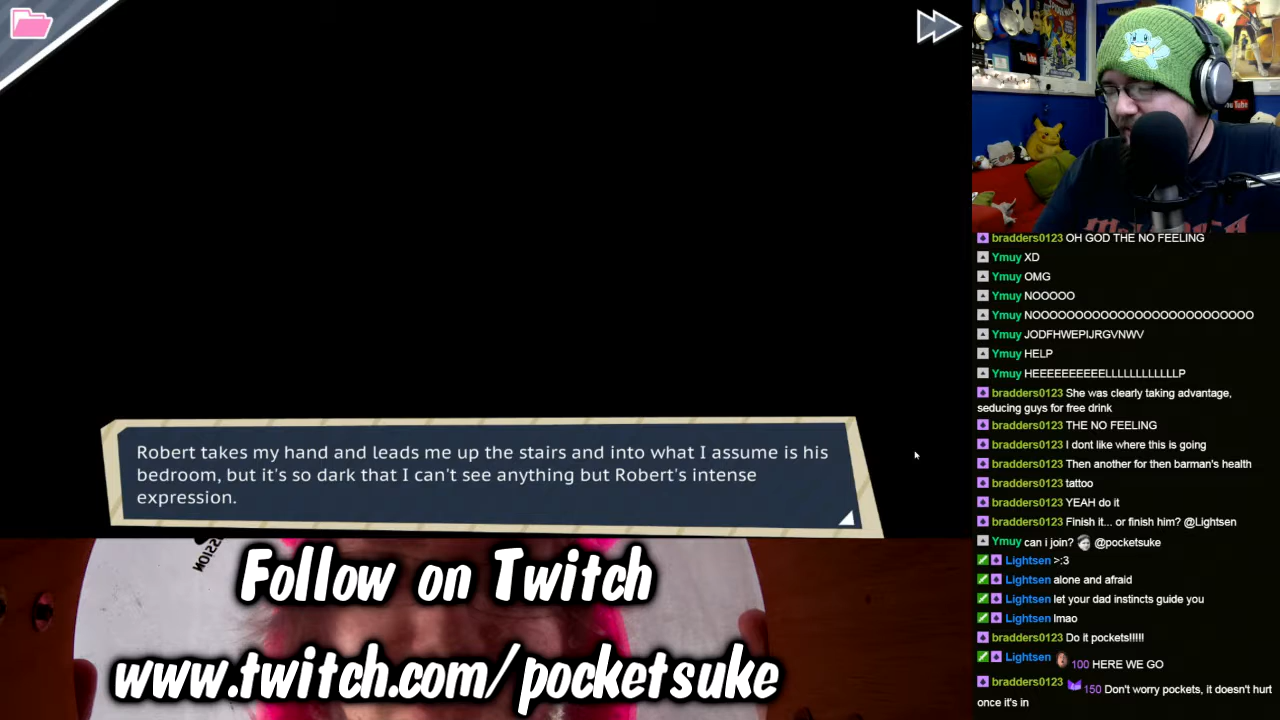 Robert takes my hand and leads me up the stairs and into what I assume is his
bedroom, but it's so dark that I can't see anything but Robert's intense
expression.
Follow on Twitch
www.twitch.com/pocketsuke
You Tube
bradders0123 OH GOD THE NO FEELING
Ymuy XD
Ymuy OMG
Ymuy NOOOOO
Ymuy NOOOOOOOOOOOOOOOOOOOOOOOOOO
Ymuy JODFHWEPIJRGVNWV
Ymuy HELP
Ymuy HEEEEEEEEEELLLLLLLLLLLLP
bradders0123 She was clearly taking advantage,
seducing guys for free drink
bradders0123 THE NO FEELING
bradders0123 I dont like where this is going
bradders0123 Then another for then barman's health
bradders0123 tattoo
bradders0123 YEAH do it
bradders0123 Finish it... or finish him? @Lightsen
Ymuy can i join? @pocketsuke
Lightsen >:3
Lightsen alone and afraid
Lightsen let your dad instincts guide you
Lightsen lmao
bradders0123 Do it pockets!!!!!
Lightsen 100 HERE WE GO
bradders0123 150 Don't worry pockets, it doesn't hurt
once it's in